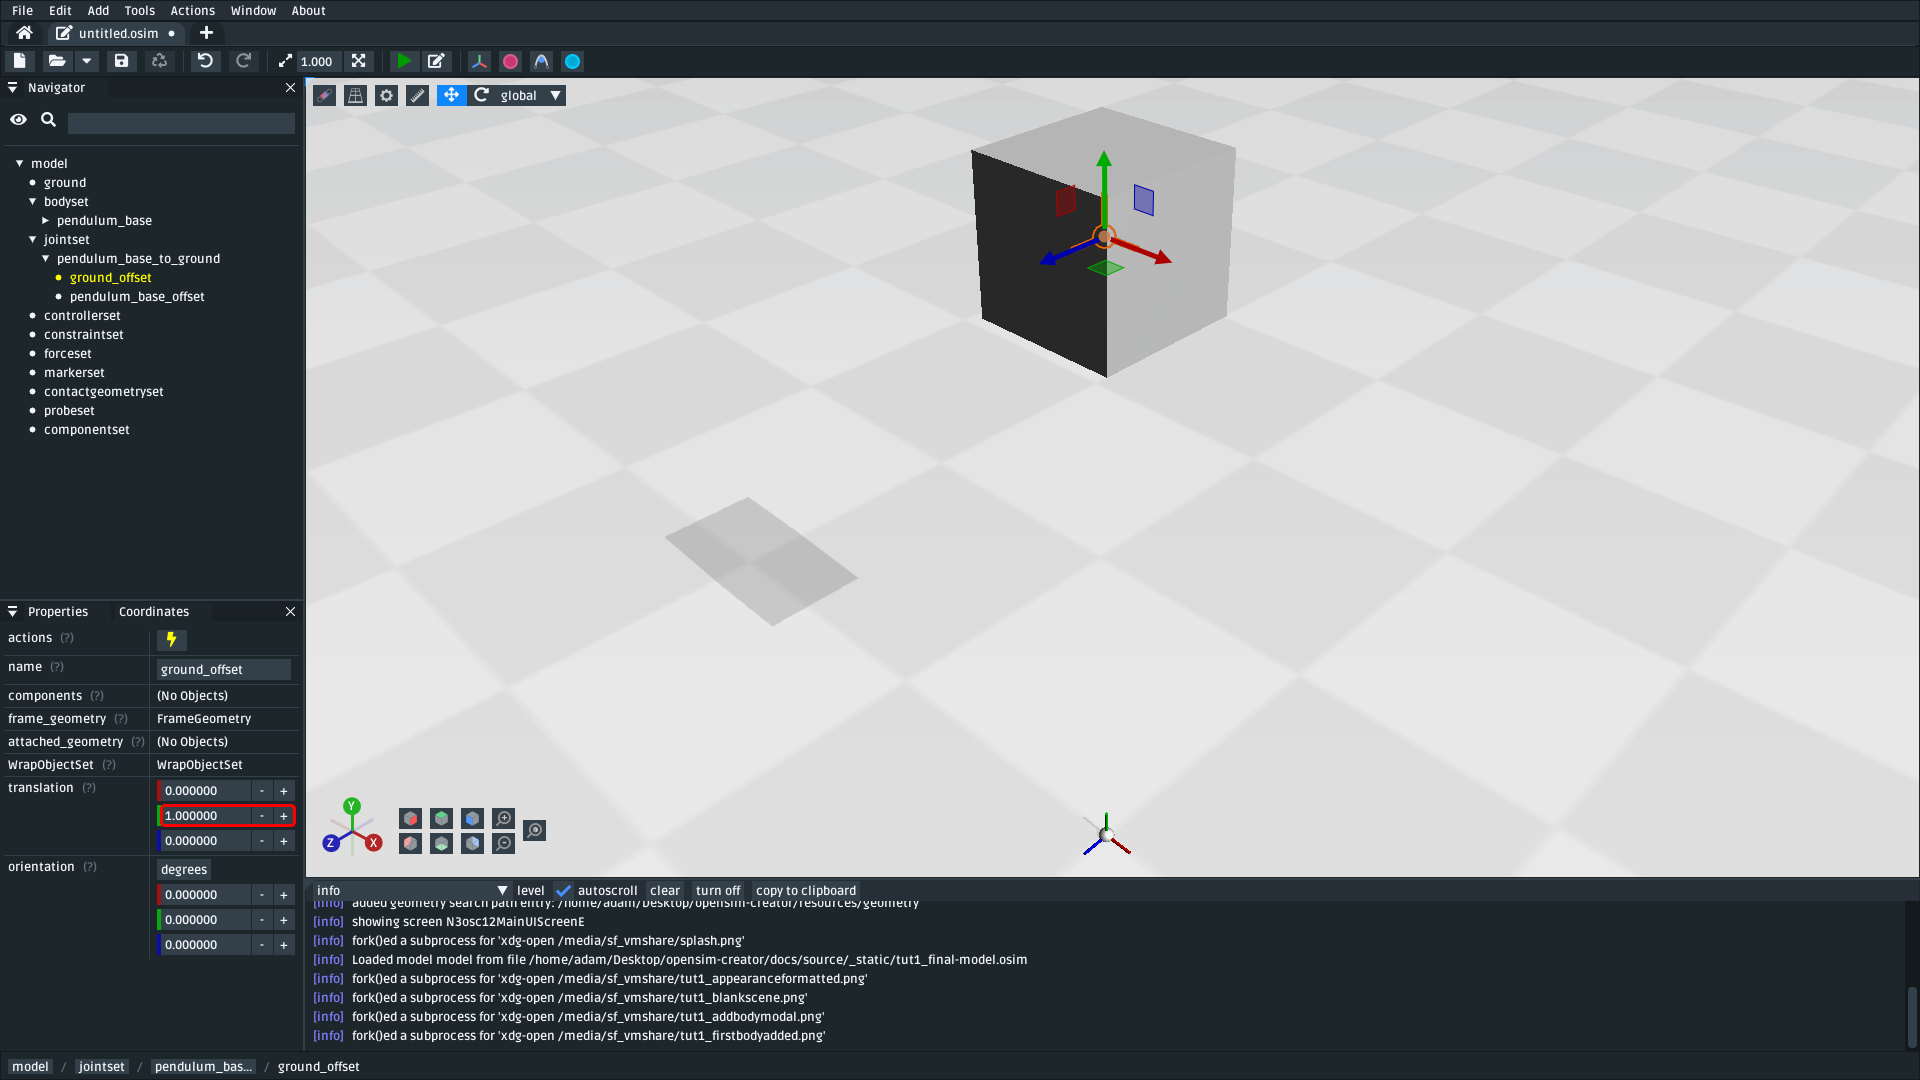 File Edit Add Tools Actions Window About
untitled.osim
1.000
Navigator
global
model
ground
bodyset
pendulum_base
jointset
pendulum_base_to_ground
ground_offset
pendulum_base_offset
controllerset
constraintset
forceset
markerset
contactgeometryset
probeset
componentset
Properties Coordinates
actions (?)
name (?) ground_offset
components (?) (No Objects)
frame_geometry (?) FrameGeometry
attached_geometry (?) (No Objects)
WrapObjectSet (?) WrapObjectSet
translation (?) 0.000000 - +
1.000000 - +
0.000000 - +
orientation (?) degrees
0.000000 - +
0.000000 - +
0.000000 - +
Y
Z X
info level autoscroll clear turn off copy to clipboard
[info] added geometry search path entry: /home/adam/Desktop/opensim-creator/resources/geometry
[info] showing screen N3osc12MainUIScreenE
[info] fork()ed a subprocess for 'xdg-open /media/sf_vmshare/splash.png'
[info] Loaded model model from file /home/adam/Desktop/opensim-creator/docs/source/_static/tut1_final-model.osim
[info] fork()ed a subprocess for 'xdg-open /media/sf_vmshare/tut1_appearanceformatted.png'
[info] fork()ed a subprocess for 'xdg-open /media/sf_vmshare/tut1_blankscene.png'
[info] fork()ed a subprocess for 'xdg-open /media/sf_vmshare/tut1_addbodymodal.png'
[info] fork()ed a subprocess for 'xdg-open /media/sf_vmshare/tut1_firstbodyadded.png'
model / jointset / pendulum_bas... / ground_offset